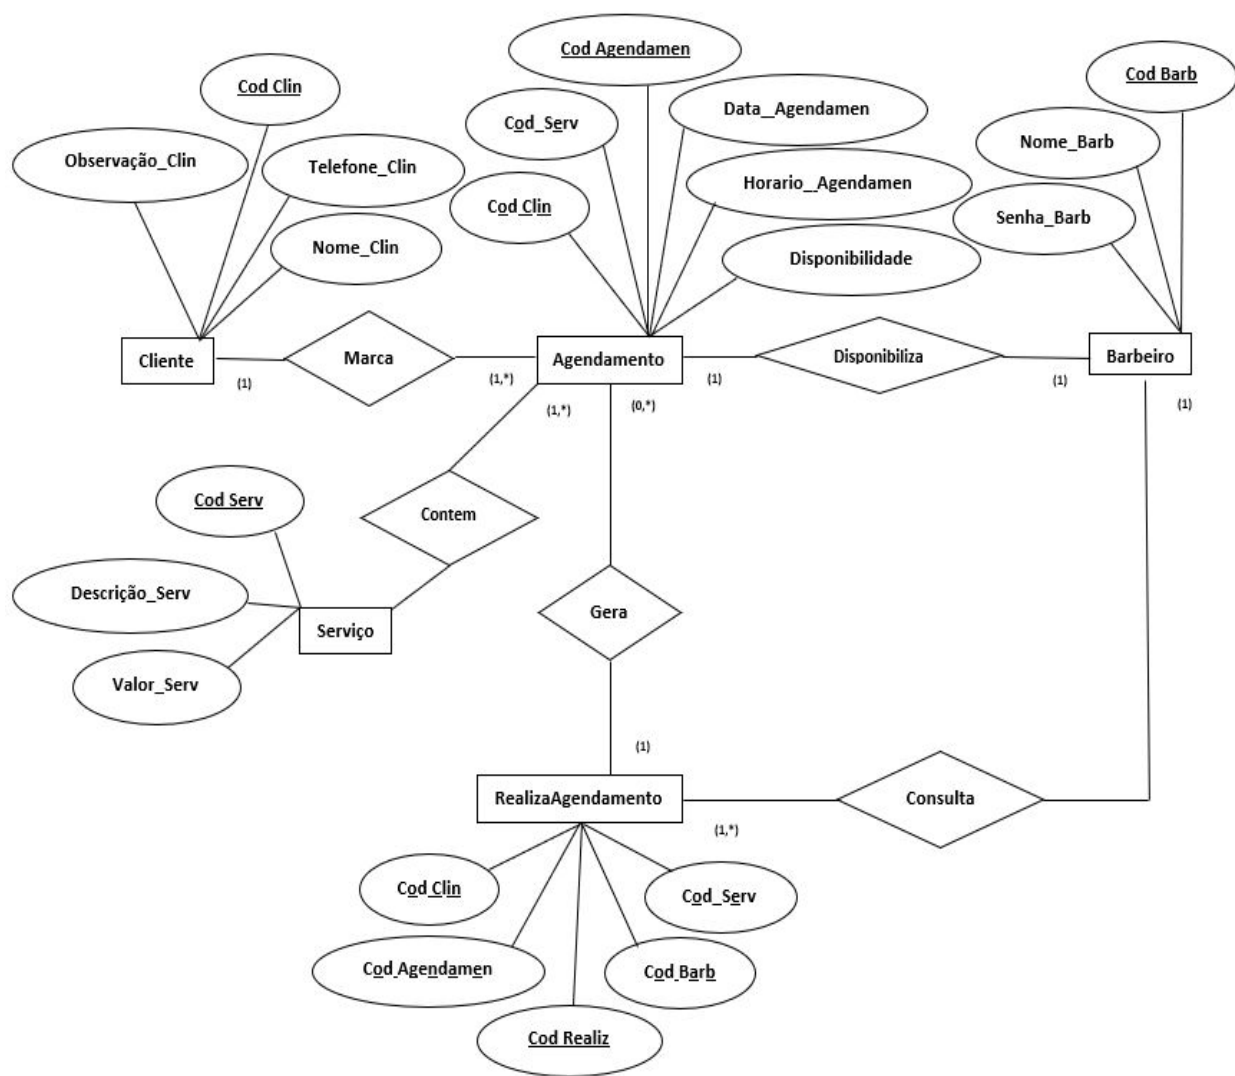 Cod Agendamen
Cod Clin
Cod Barb
Data__Agendamen
Cod_Serv
Nome_Barb
Observação_Clin
Telefone_Clin
Horario__Agendamen
Cod Clin
Senha_Barb
Nome_Clin
Disponibilidade
Cliente
Marca
Agendamento
Disponibiliza
Barbeiro
(1)
(1,*)
(1)
(1)
(1)
(1,*)
(0,*)
Cod Serv
Contem
Descrição_Serv
Gera
Serviço
Valor_Serv
(1)
RealizaAgendamento
Consulta
(1,*)
Cod Clin
Cod_Serv
Cod Agendamen
Cod Barb
Cod Realiz